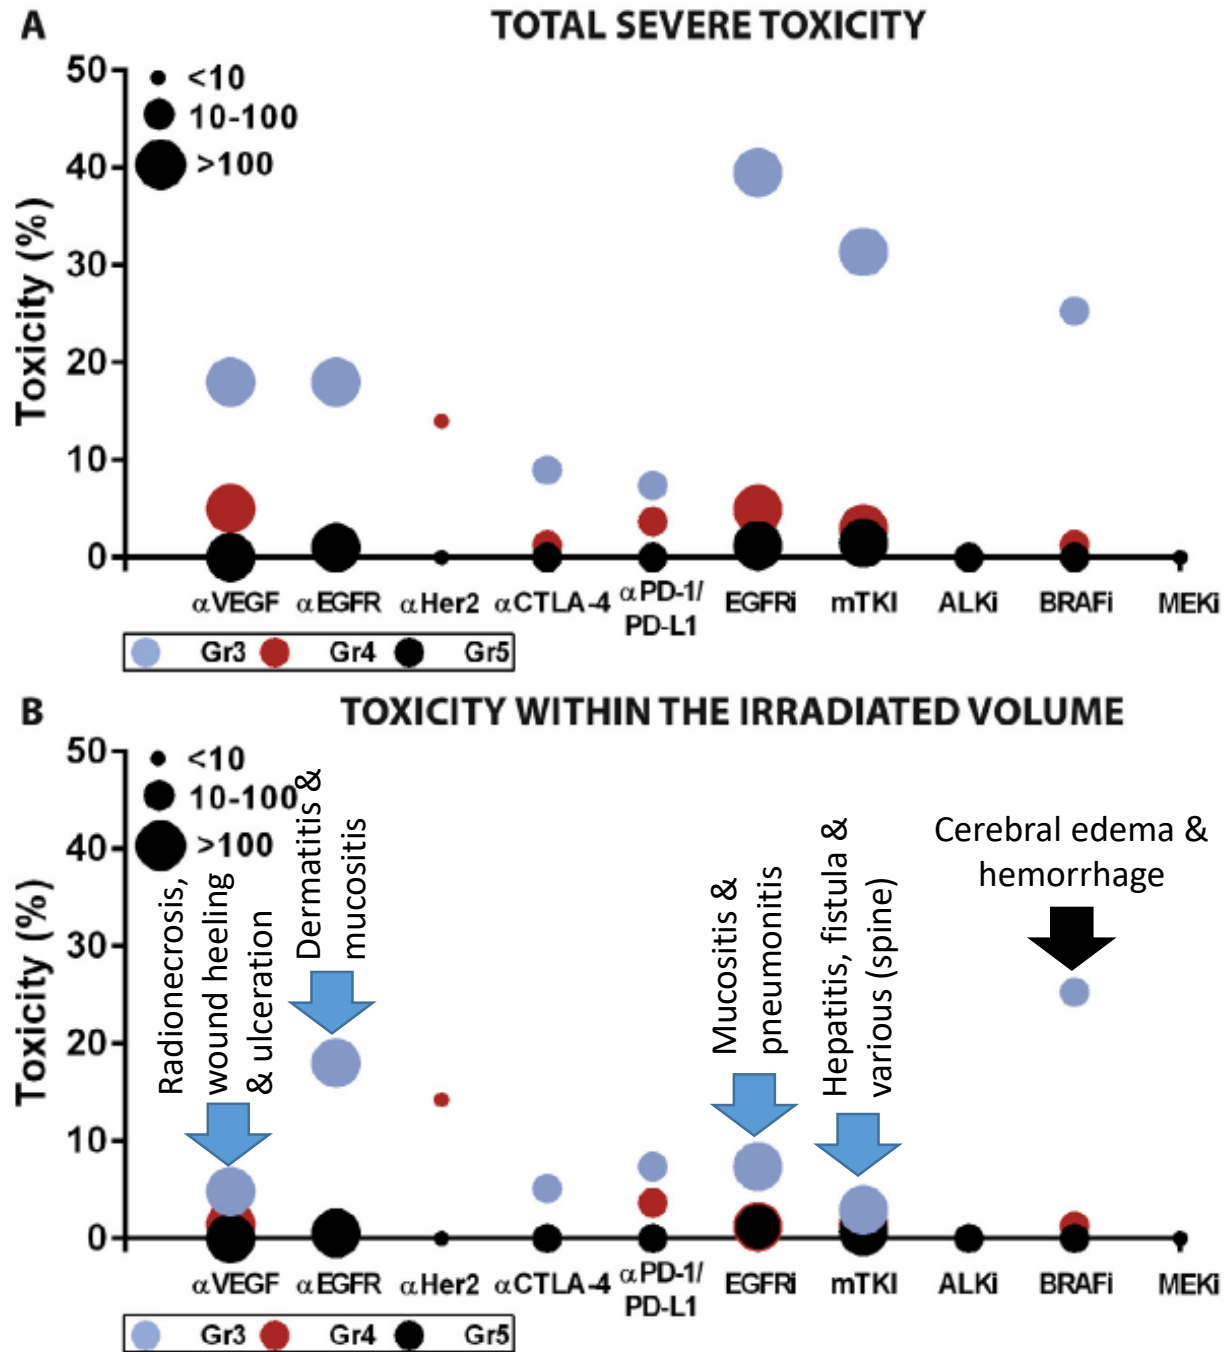 A
TOTAL SEVERE TOXICITY
Toxicity (%)
50
40
30
20
10
0
<10
10-100
>100
αVEGF
αEGFR
αHer2
αCTLA-4
αPD-1/
PD-L1
EGFRi
mTKI
ALKi
BRAFi
MEKi
Gr3
Gr4
Gr5
B
TOXICITY WITHIN THE IRRADIATED VOLUME
Toxicity (%)
50
40
30
20
10
0
<10
10-100
>100
Radionecrosis,
wound heeling
& ulceration
Dermatitis &
mucositis
Mucositis &
pneumonitis
Hepatitis, fistula &
various (spine)
Cerebral edema &
hemorrhage
αVEGF
αEGFR
αHer2
αCTLA-4
αPD-1/
PD-L1
EGFRi
mTKI
ALKi
BRAFi
MEKi
Gr3
Gr4
Gr5